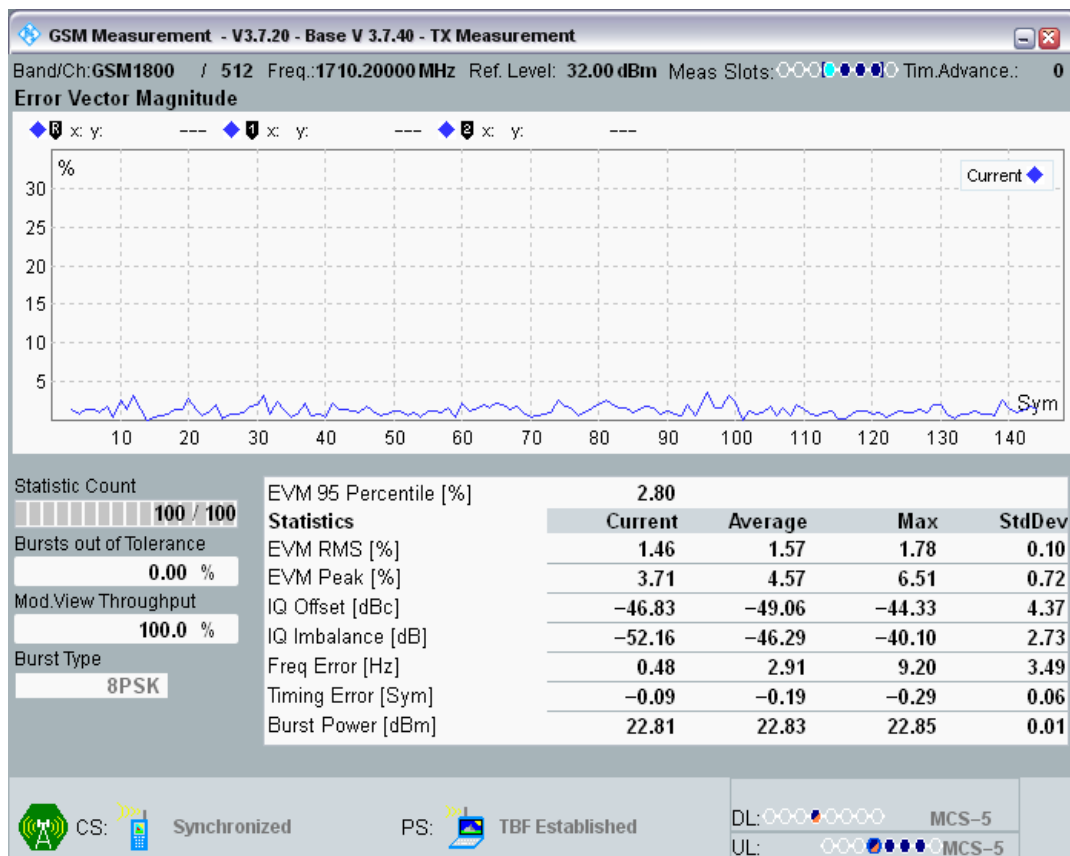 GSM Measurement - V3.7.20 - Base V 3.7.40 - TX Measurement
Band/Ch:GSM1800 / 512 Freq.:1710.20000 MHz Ref. Level: 32.00 dBm Meas Slots: Tim.Advance.: 0
Error Vector Magnitude
R x: y: --- 1 x: y: --- 2 x: y: ---
%
Current
30
25
20
15
10
5
Sym
10 20 30 40 50 60 70 80 90 100 110 120 130 140
Statistic Count
100 / 100
Bursts out of Tolerance
0.00 %
Mod.View Throughput
100.0 %
Burst Type
8PSK
EVM 95 Percentile [%] 2.80
Statistics Current Average Max StdDev
EVM RMS [%] 1.46 1.57 1.78 0.10
EVM Peak [%] 3.71 4.57 6.51 0.72
IQ Offset [dBc] −46.83 −49.06 −44.33 4.37
IQ Imbalance [dB] −52.16 −46.29 −40.10 2.73
Freq Error [Hz] 0.48 2.91 9.20 3.49
Timing Error [Sym] −0.09 −0.19 −0.29 0.06
Burst Power [dBm] 22.81 22.83 22.85 0.01
CS: Synchronized PS: TBF Established
DL: MCS−5
UL: MCS−5